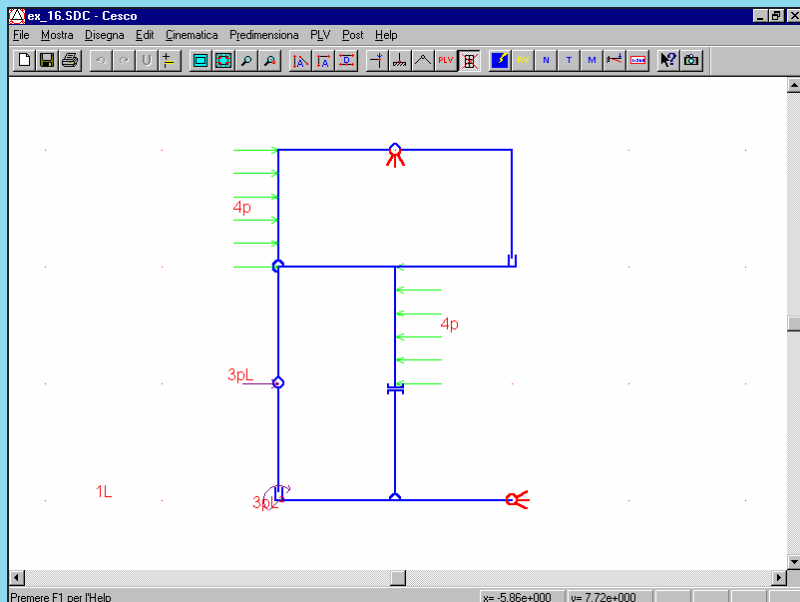 ex_16.SDC - Cesco
File Mostra Disegna Edit Cinematica Predimensiona PLV Post Help
U A A D PLV RV N T M
4p
4p
3pL
1L
3pL²
Premere F1 per l'Help x= -5.86e+000 y= 7.72e+000